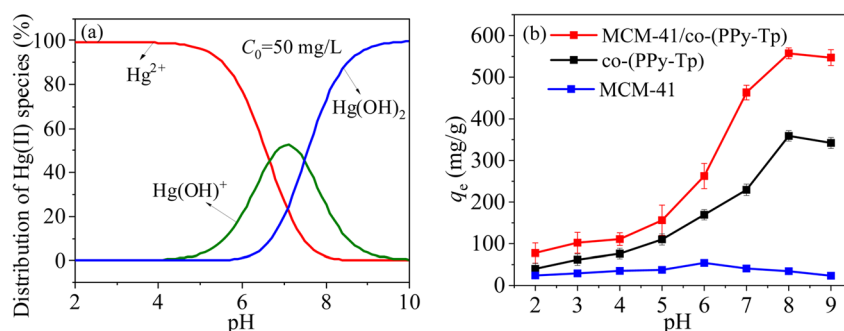 (a)
C0=50 mg/L
Hg2+
Hg(OH)2
Hg(OH)+
Distribution of Hg(II) species (%)
100
80
60
40
20
0
2
4
6
8
10
pH
(b)
MCM-41/co-(PPy-Tp)
co-(PPy-Tp)
MCM-41
qe (mg/g)
600
500
400
300
200
100
50
0
2
3
4
5
6
7
8
9
pH